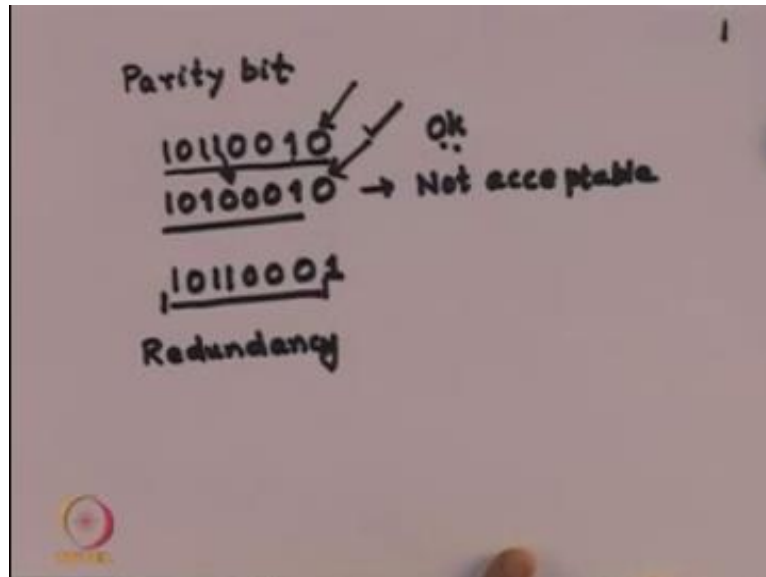 1
Parity bit
10110010 Ok
10100010 → Not acceptable
10110001
Redundancy